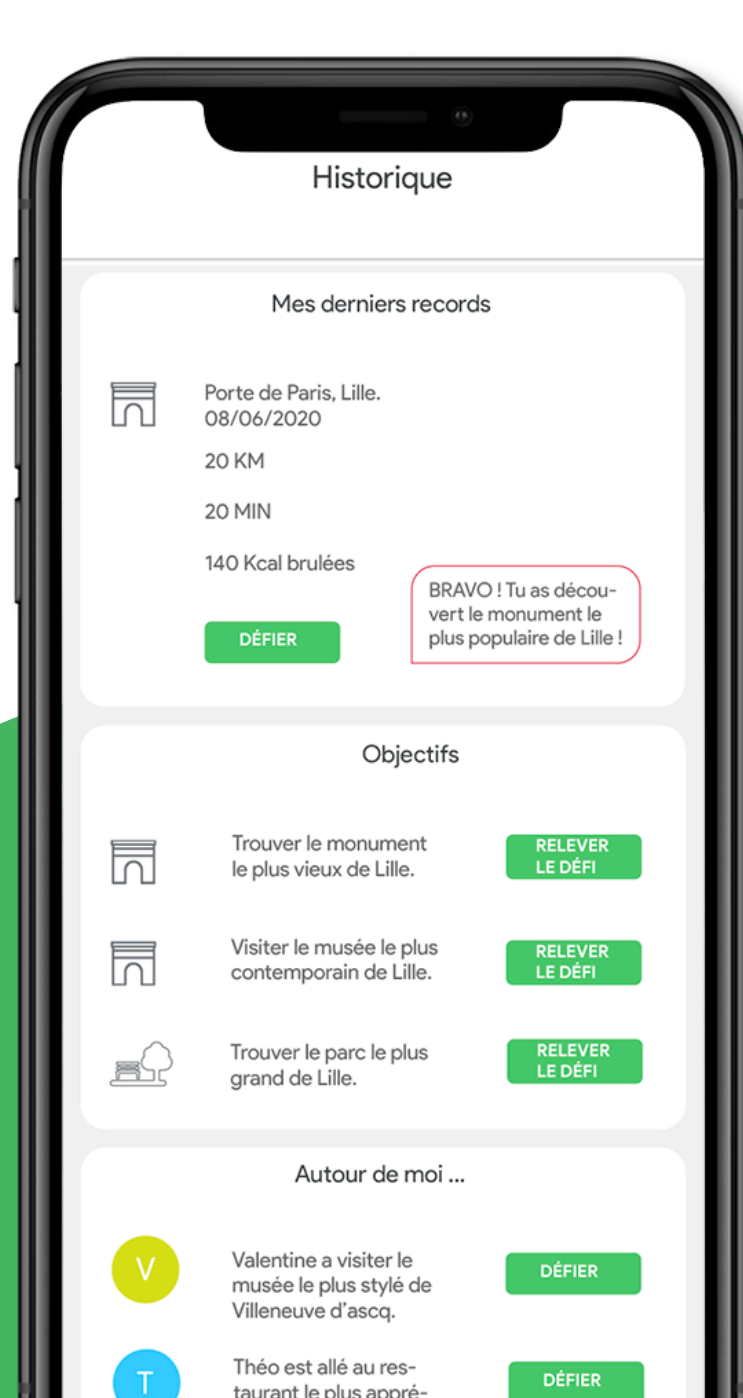 Historique
Mes derniers records
Porte de Paris, Lille.
08/06/2020
20 KM
20 MIN
140 Kcal brulées
BRAVO ! Tu as décou-
vert le monument le
plus populaire de Lille !
DÉFIER
Objectifs
Trouver le monument
le plus vieux de Lille.
RELEVER
LE DÉFI
Visiter le musée le plus
contemporain de Lille.
RELEVER
LE DÉFI
Trouver le parc le plus
grand de Lille.
RELEVER
LE DÉFI
Autour de moi ...
V
Valentine a visiter le
musée le plus stylé de
Villeneuve d'ascq.
DÉFIER
T
Théo est allé au res-
taurant le plus appré-
DÉFIER